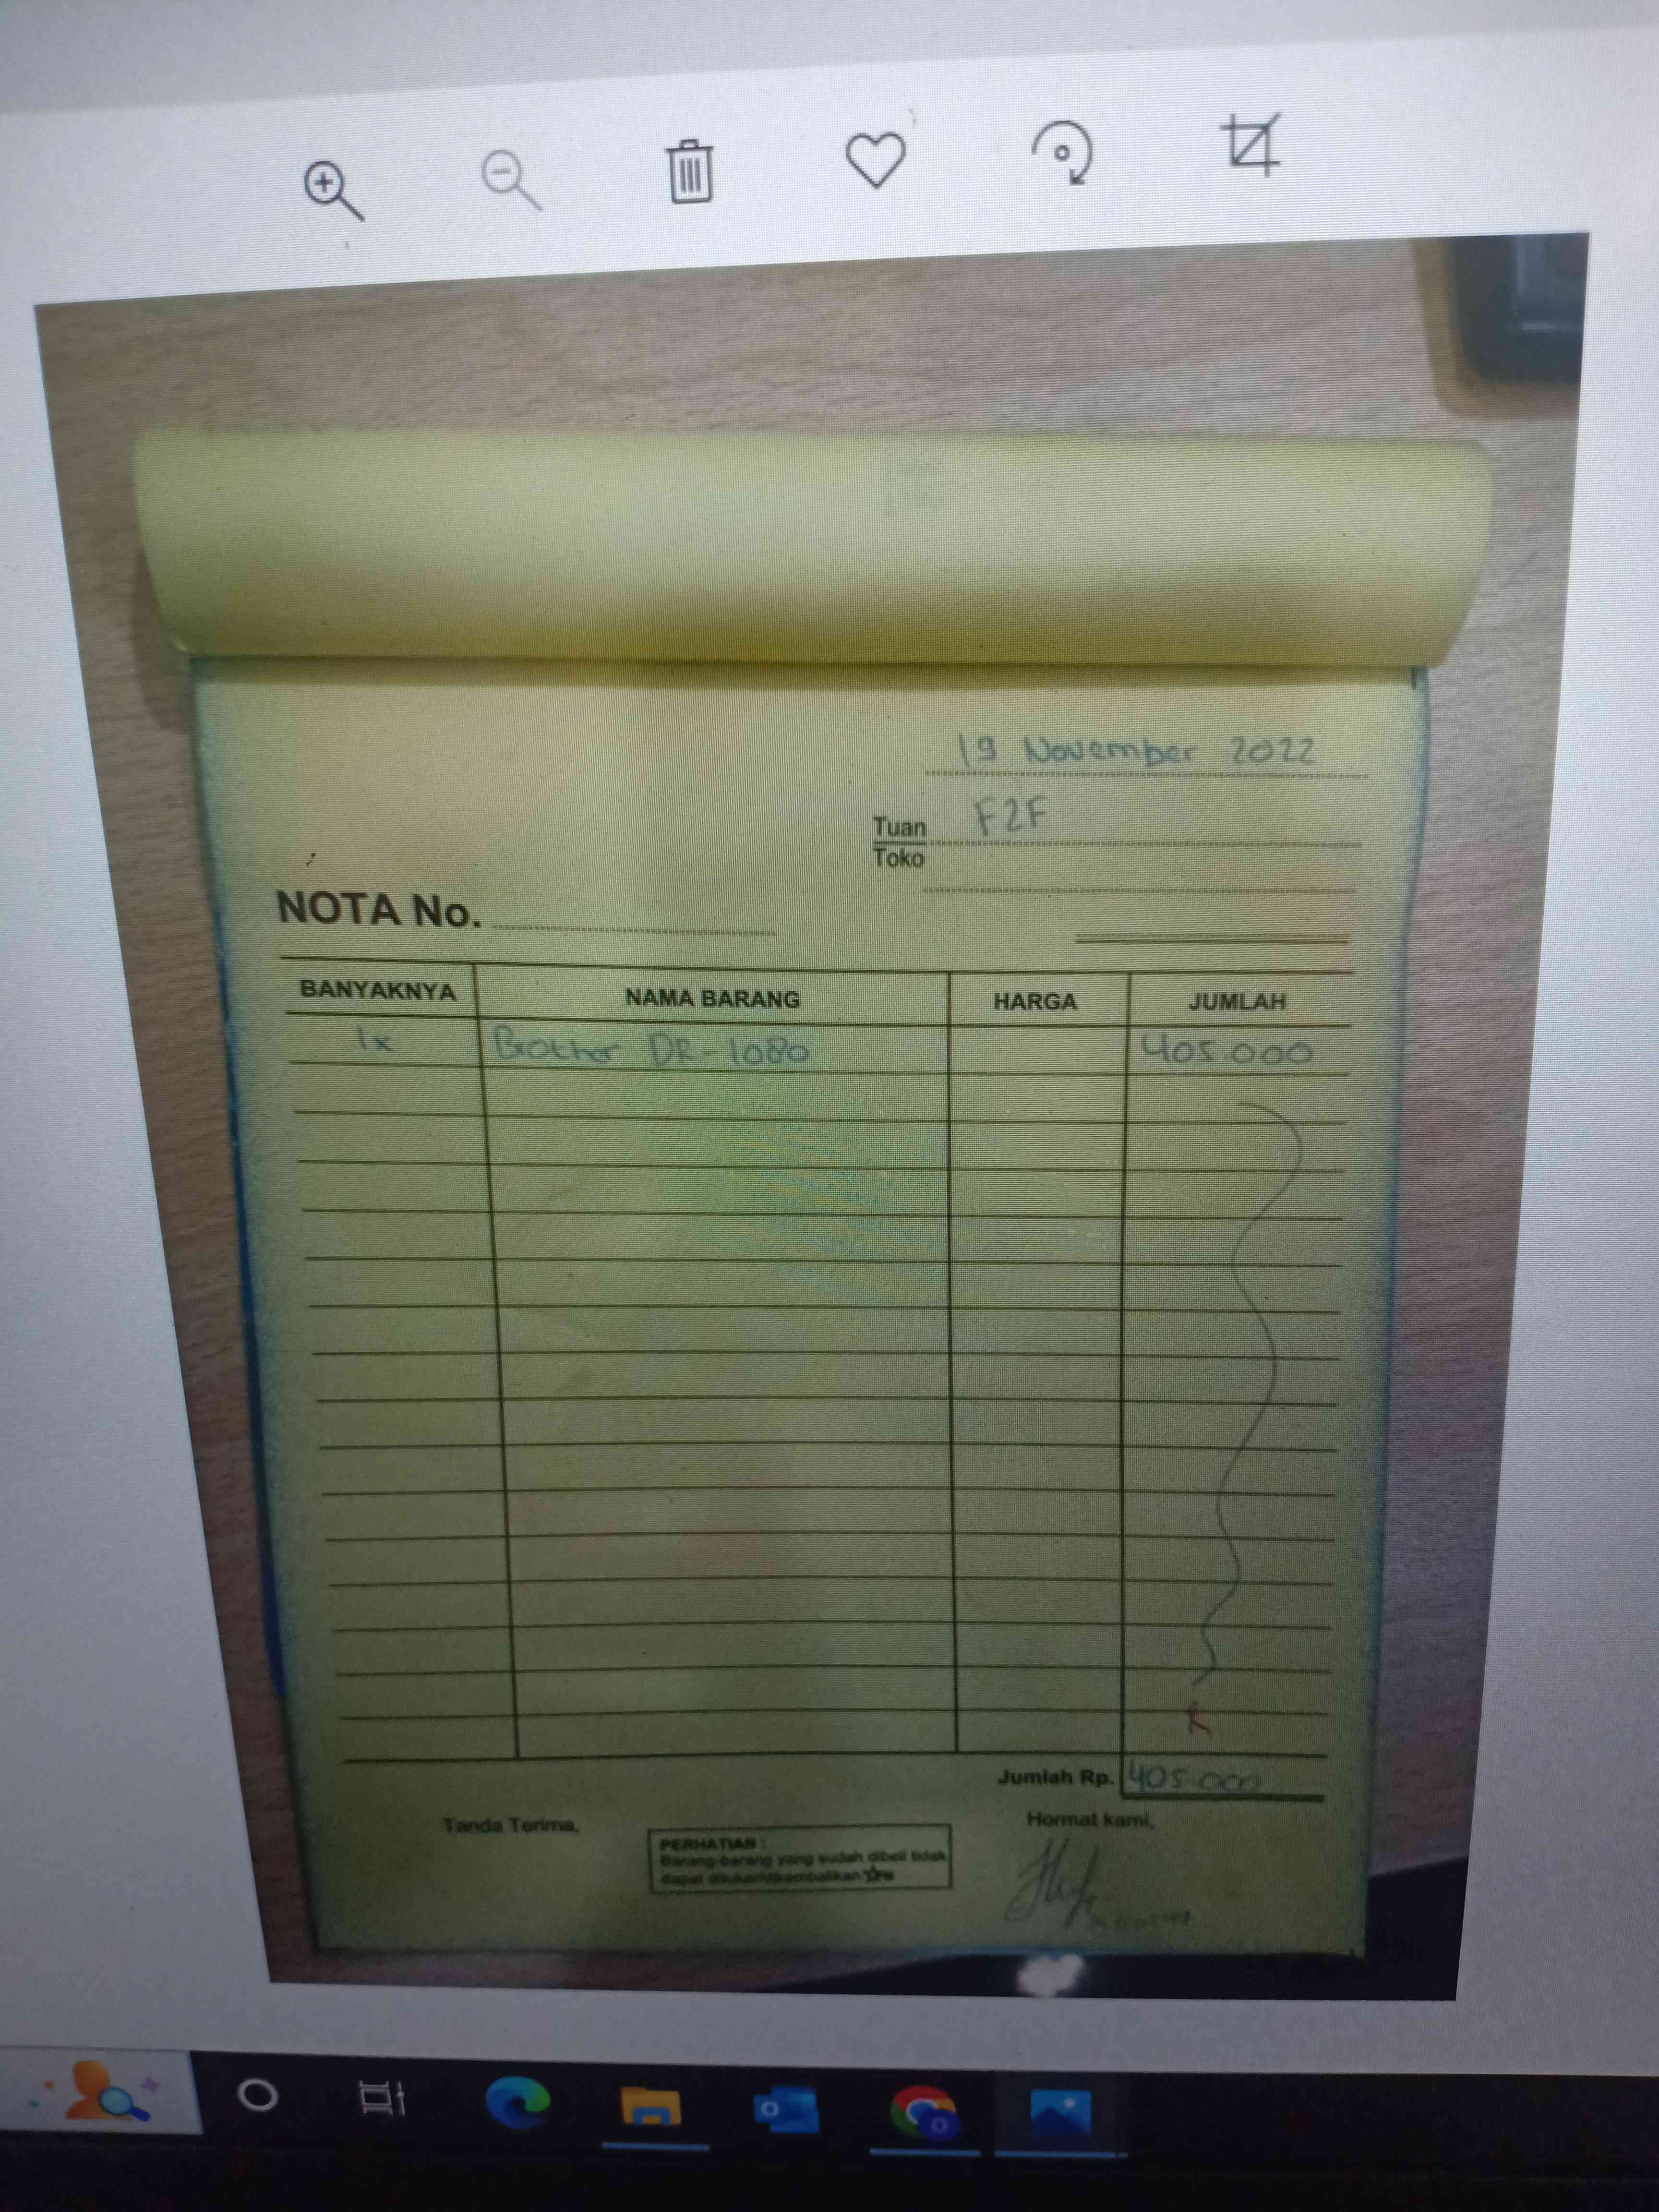 19 November 2022
Tuan F2F
Toko
NOTA No.
BANYAKNYA NAMA BARANG HARGA JUMLAH
1x Brother DR-1080 405.000
Jumlah Rp. 405.000
Tanda Terima, Hormat kami,
PERHATIAN :
Barang-barang yang sudah dibeli tidak
dapat ditukar/dikembalikan